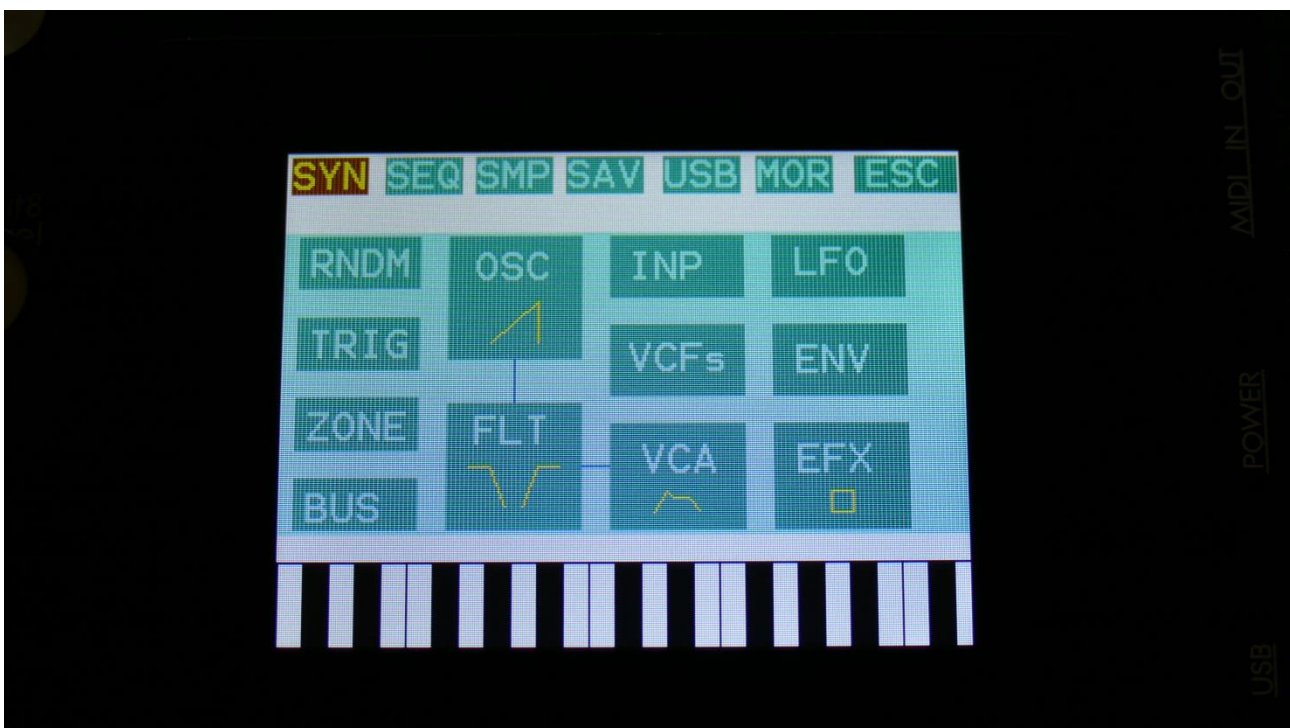 SYN SEQ SMP SAV USB MOR ESC
RNDM OSC INP LFO
TRIG VCFs ENV
ZONE FLT VCA EFX
BUS
MIDI IN OUT
POWER
USB